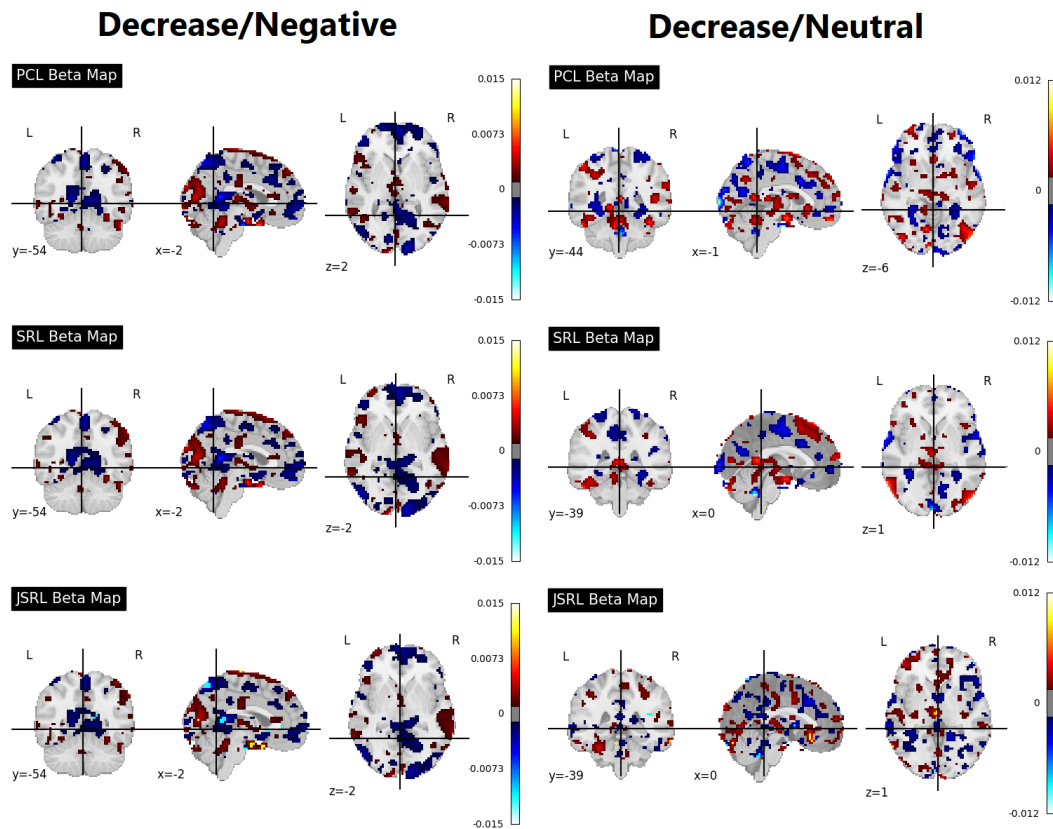 Decrease/Negative
PCL Beta Map
L R
0.015
0.0073
0
-0.0073
-0.015
y=-54 x=-2 z=2
SRL Beta Map
L R
0.015
0.0073
0
-0.0073
-0.015
y=-54 x=-2 z=-2
JSRL Beta Map
L R
0.015
0.0073
0
-0.0073
-0.015
y=-54 x=-2 z=-2
Decrease/Neutral
PCL Beta Map
L R
0.012
0
-0.012
y=-44 x=-1 z=-6
SRL Beta Map
L R
0.012
0
-0.012
y=-39 x=0 z=1
JSRL Beta Map
L R
0.012
0
-0.012
y=-39 x=0 z=1